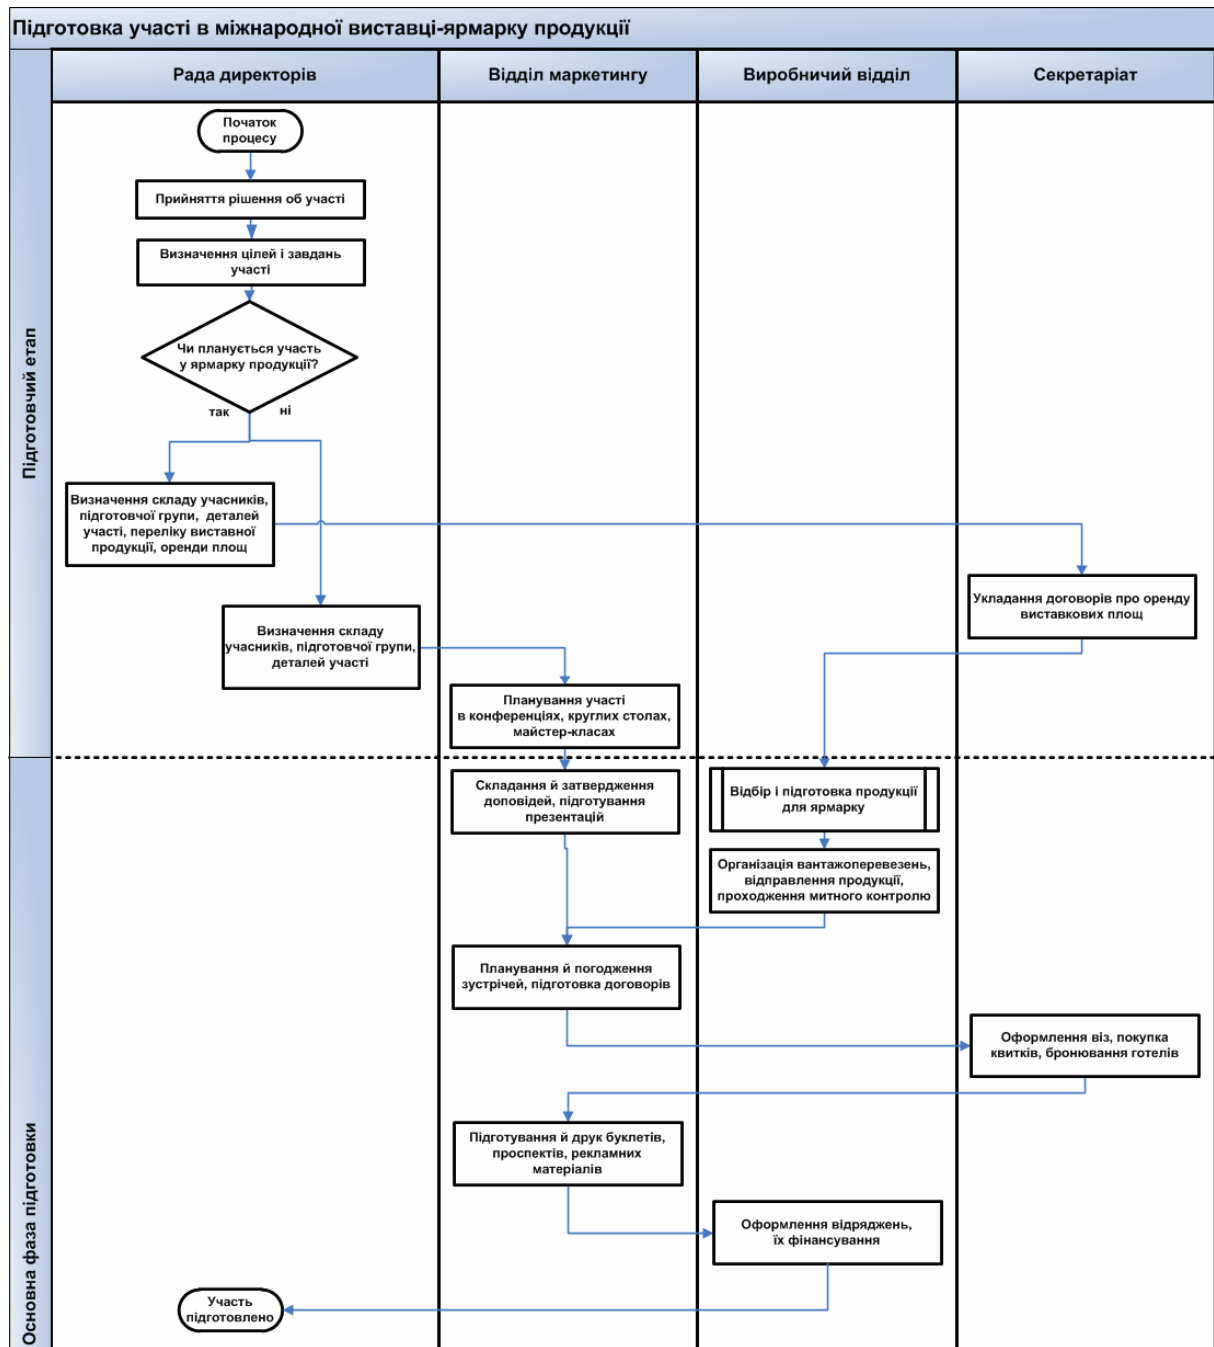 Підготовка участі в міжнародної виставці-ярмарку продукції
Рада директорів
Відділ маркетингу
Виробничий відділ
Секретаріат
Підготовчий етап
Початок
процесу
Прийняття рішення об участі
Визначення цілей і завдань
участі
Чи планується участь
у ярмарку продукції?
так
ні
Визначення складу учасників,
підготовчої групи, деталей
участі, переліку виставної
продукції, оренди площ
Укладання договорів про оренду
виставкових площ
Визначення складу
учасників, підготовчої групи,
деталей участі
Планування участі
в конференціях, круглих столах,
майстер-класах
Основна фаза підготовки
Складання й затвердження
доповідей, підготування
презентацій
Відбір і підготовка продукції
для ярмарку
Організація вантажоперевезень,
відправлення продукції,
проходження митного контролю
Планування й погодження
зустрічей, підготовка договорів
Оформлення віз, покупка
квитків, бронювання готелів
Підготування й друк буклетів,
проспектів, рекламних
матеріалів
Оформлення відряджень,
їх фінансування
Участь
підготовлено